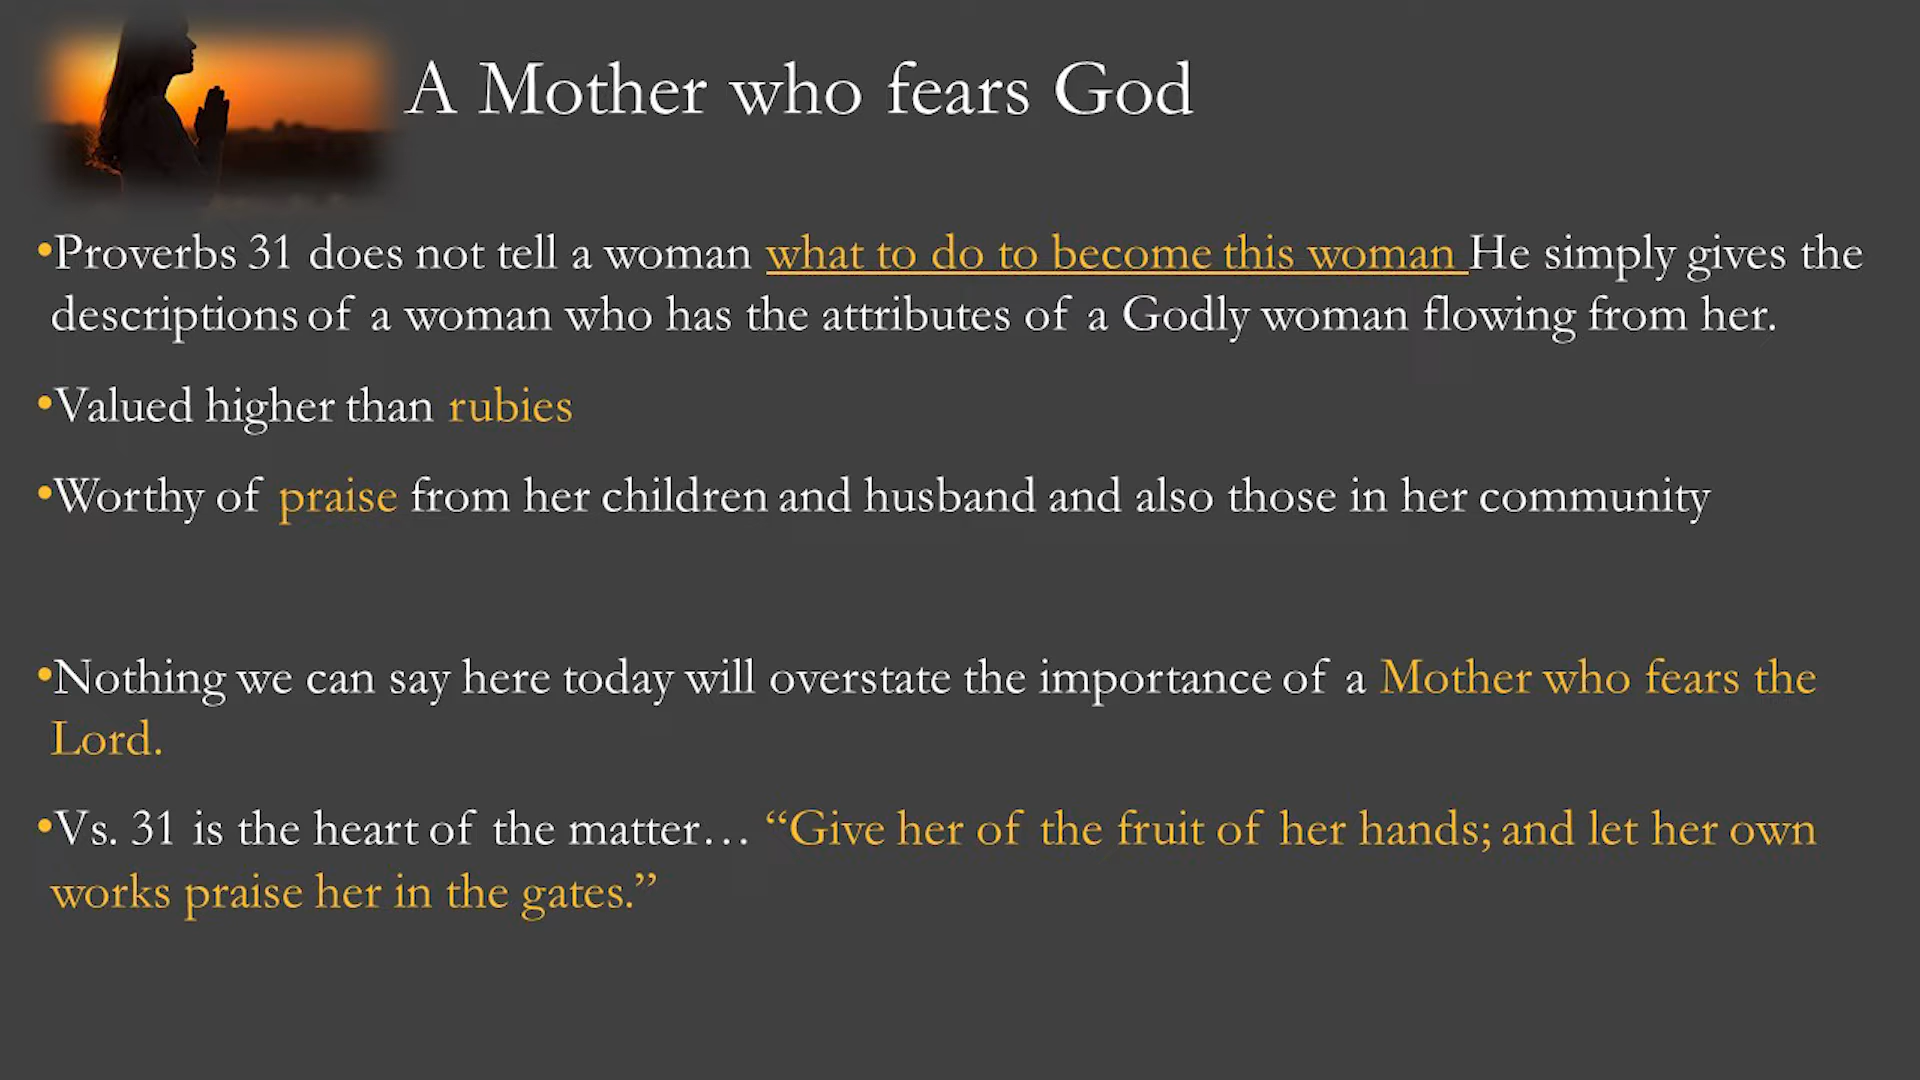 A Mother who fears God
•Proverbs 31 does not tell a woman what to do to become this woman He simply gives the
descriptions of a woman who has the attributes of a Godly woman flowing from her.
•Valued higher than rubies
•Worthy of praise from her children and husband and also those in her community
•Nothing we can say here today will overstate the importance of a Mother who fears the
Lord.
•Vs. 31 is the heart of the matter… “Give her of the fruit of her hands; and let her own
works praise her in the gates.”